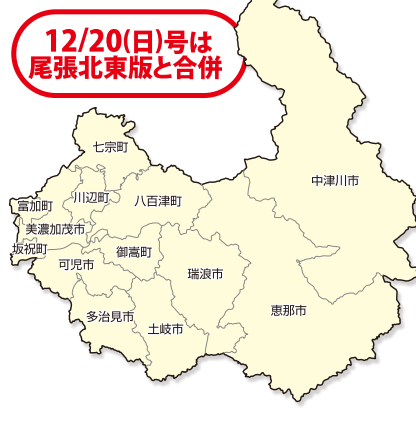 12/20(日)号は
尾張北東版と合併
七宗町
中津川市
川辺町
八百津町
富加町
美濃加茂市
坂祝町
御嵩町
可児市
瑞浪市
恵那市
多治見市
土岐市